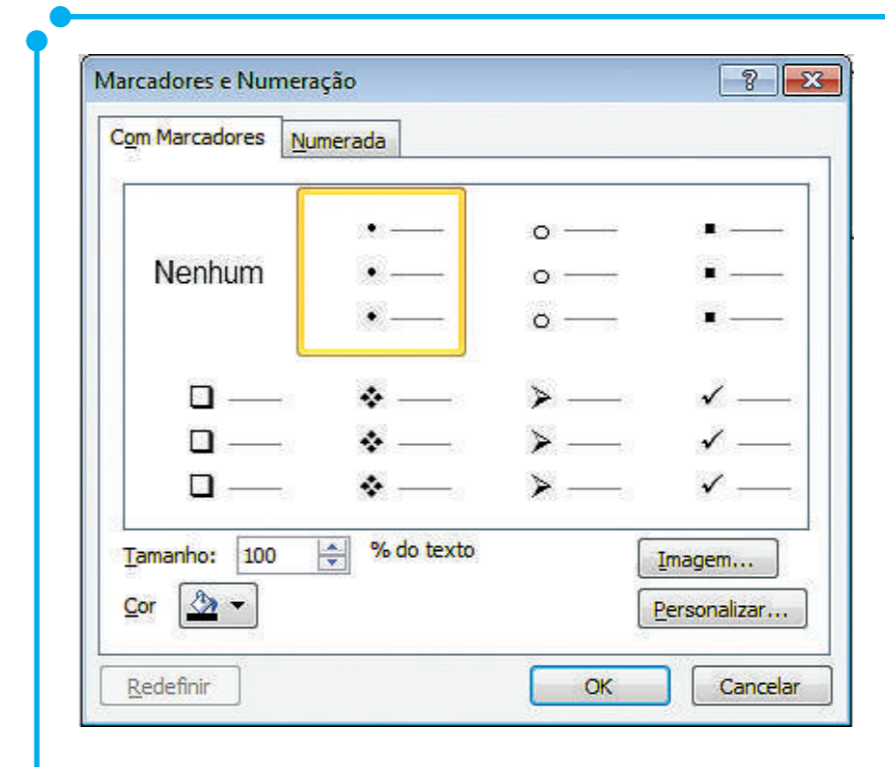 Marcadores e Numeração
Com Marcadores
Numerada
Nenhum
Tamanho: 100 % do texto
Imagem...
Cor
Personalizar...
Redefinir
OK
Cancelar